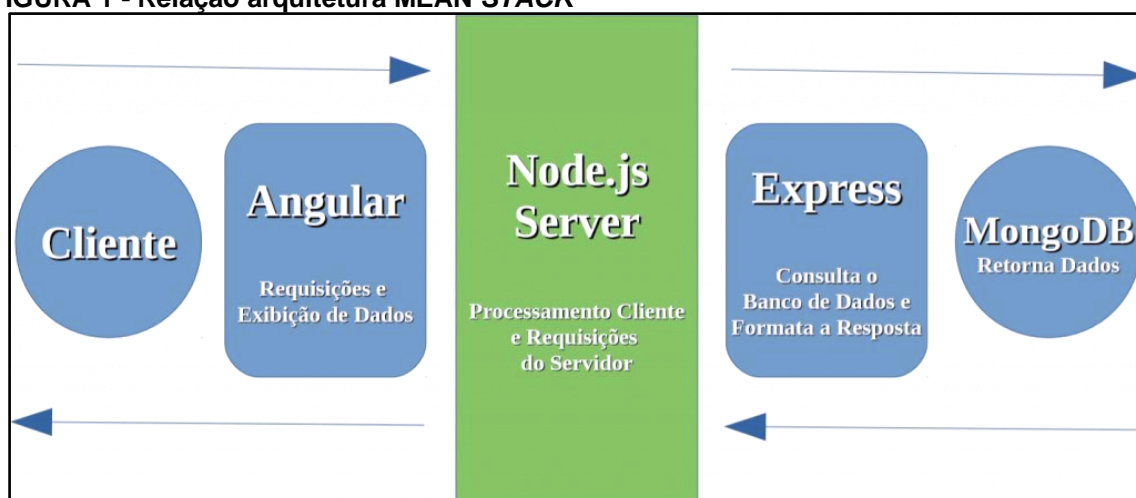 IGURA 1 - Relação arquitetura MEAN STACK
Cliente
Angular
Requisições e
Exibição de Dados
Node.js
Server
Processamento Cliente
e Requisições
do Servidor
Express
Consulta o
Banco de Dados e
Formata a Resposta
MongoDB
Retorna Dados